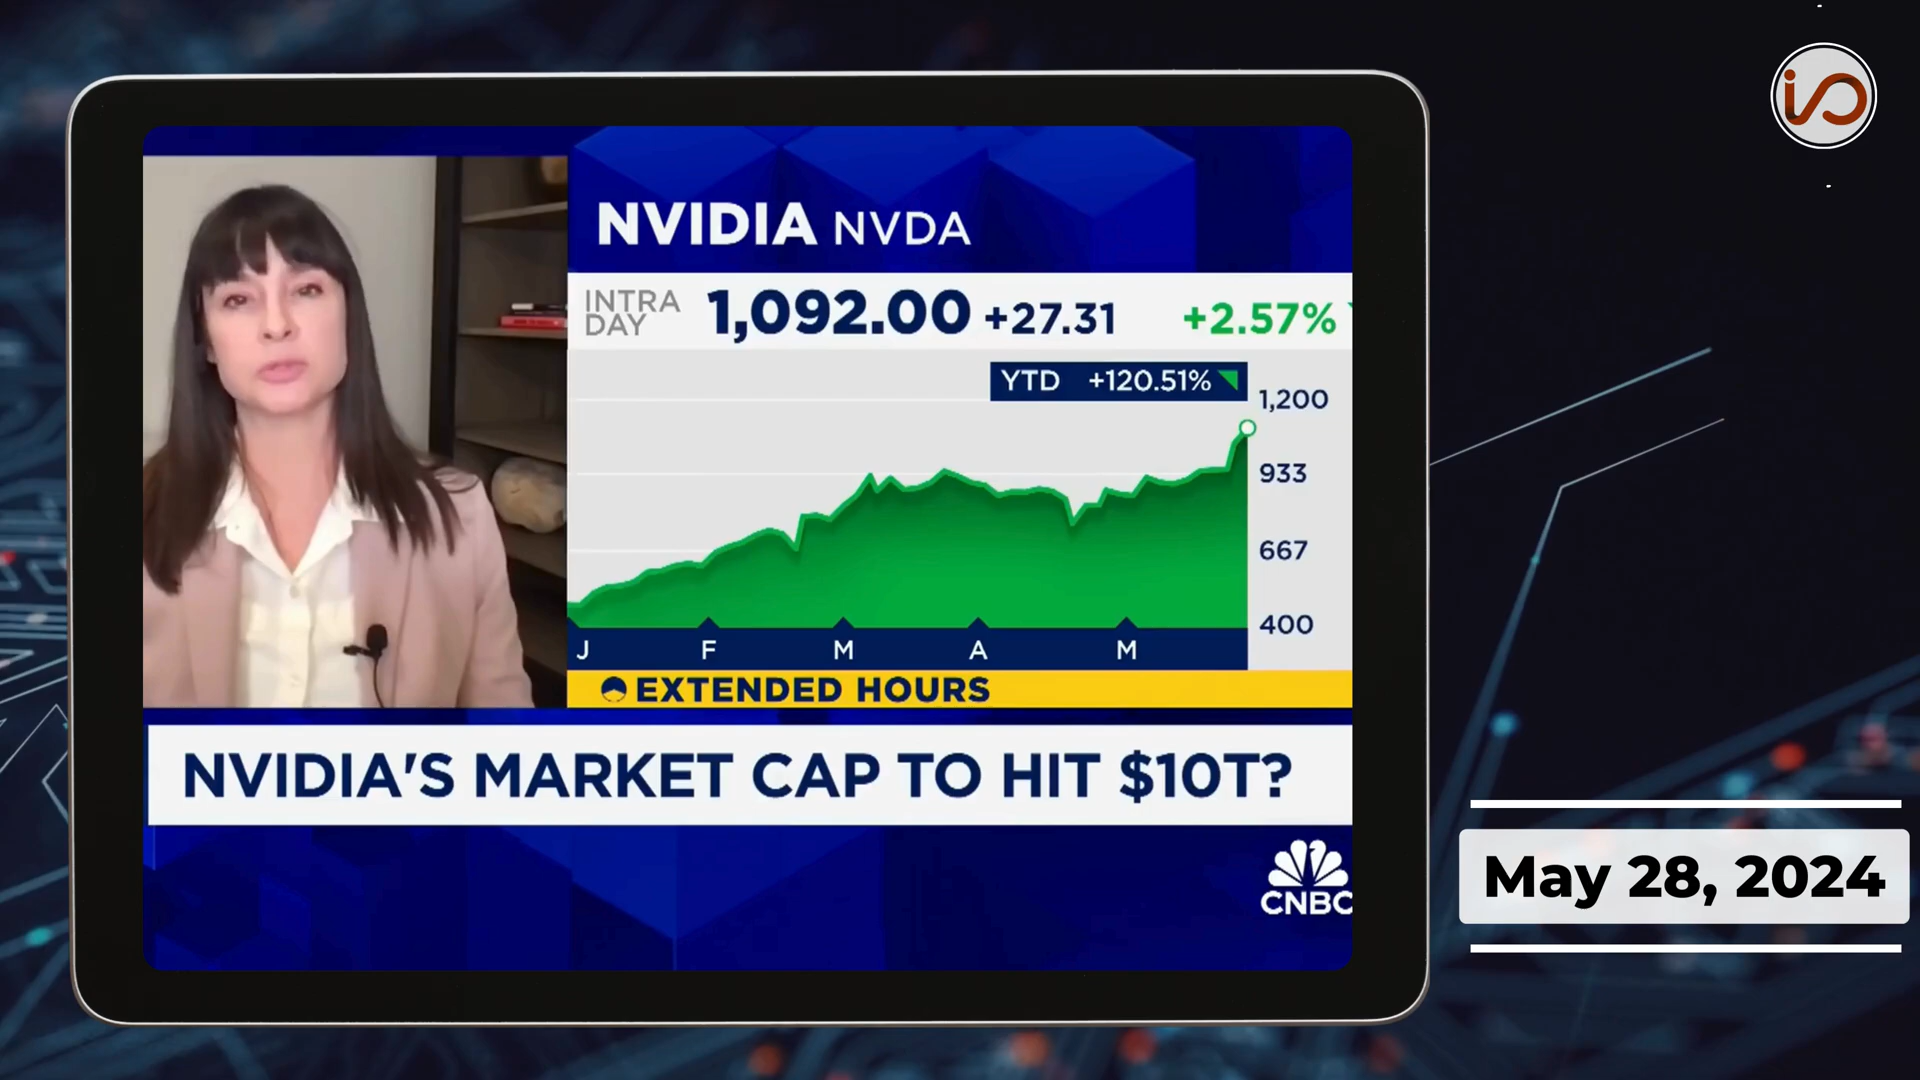 NVIDIA NVDA
INTRA
DAY
1,092.00 +27.31 +2.57%
YTD +120.51%
1,200
933
667
400
J F M A M
EXTENDED HOURS
NVIDIA'S MARKET CAP TO HIT $10T?
CNBC
May 28, 2024